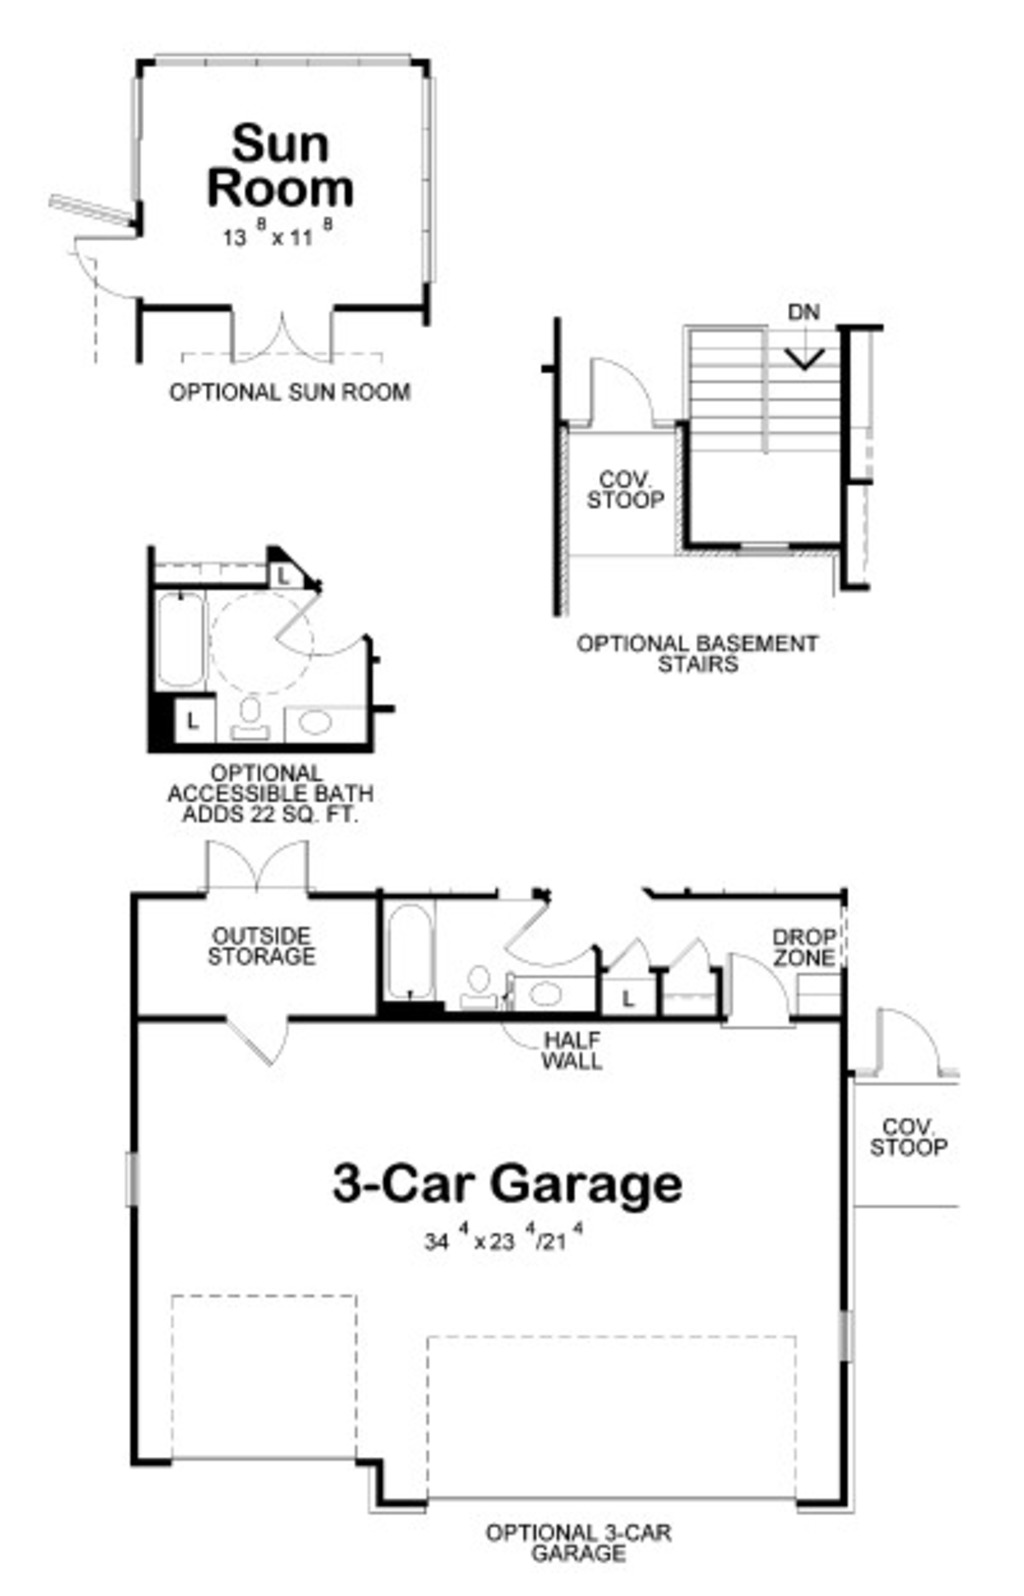 Sun
Room
13 8 x 11 8
OPTIONAL SUN ROOM
DN
COV.
STOOP
OPTIONAL BASEMENT
STAIRS
L
L
OPTIONAL
ACCESSIBLE BATH
ADDS 22 SQ. FT.
OUTSIDE
STORAGE
DROP
ZONE
L
HALF
WALL
COV.
STOOP
3-Car Garage
34 4 x 23 4/21 4
OPTIONAL 3-CAR
GARAGE